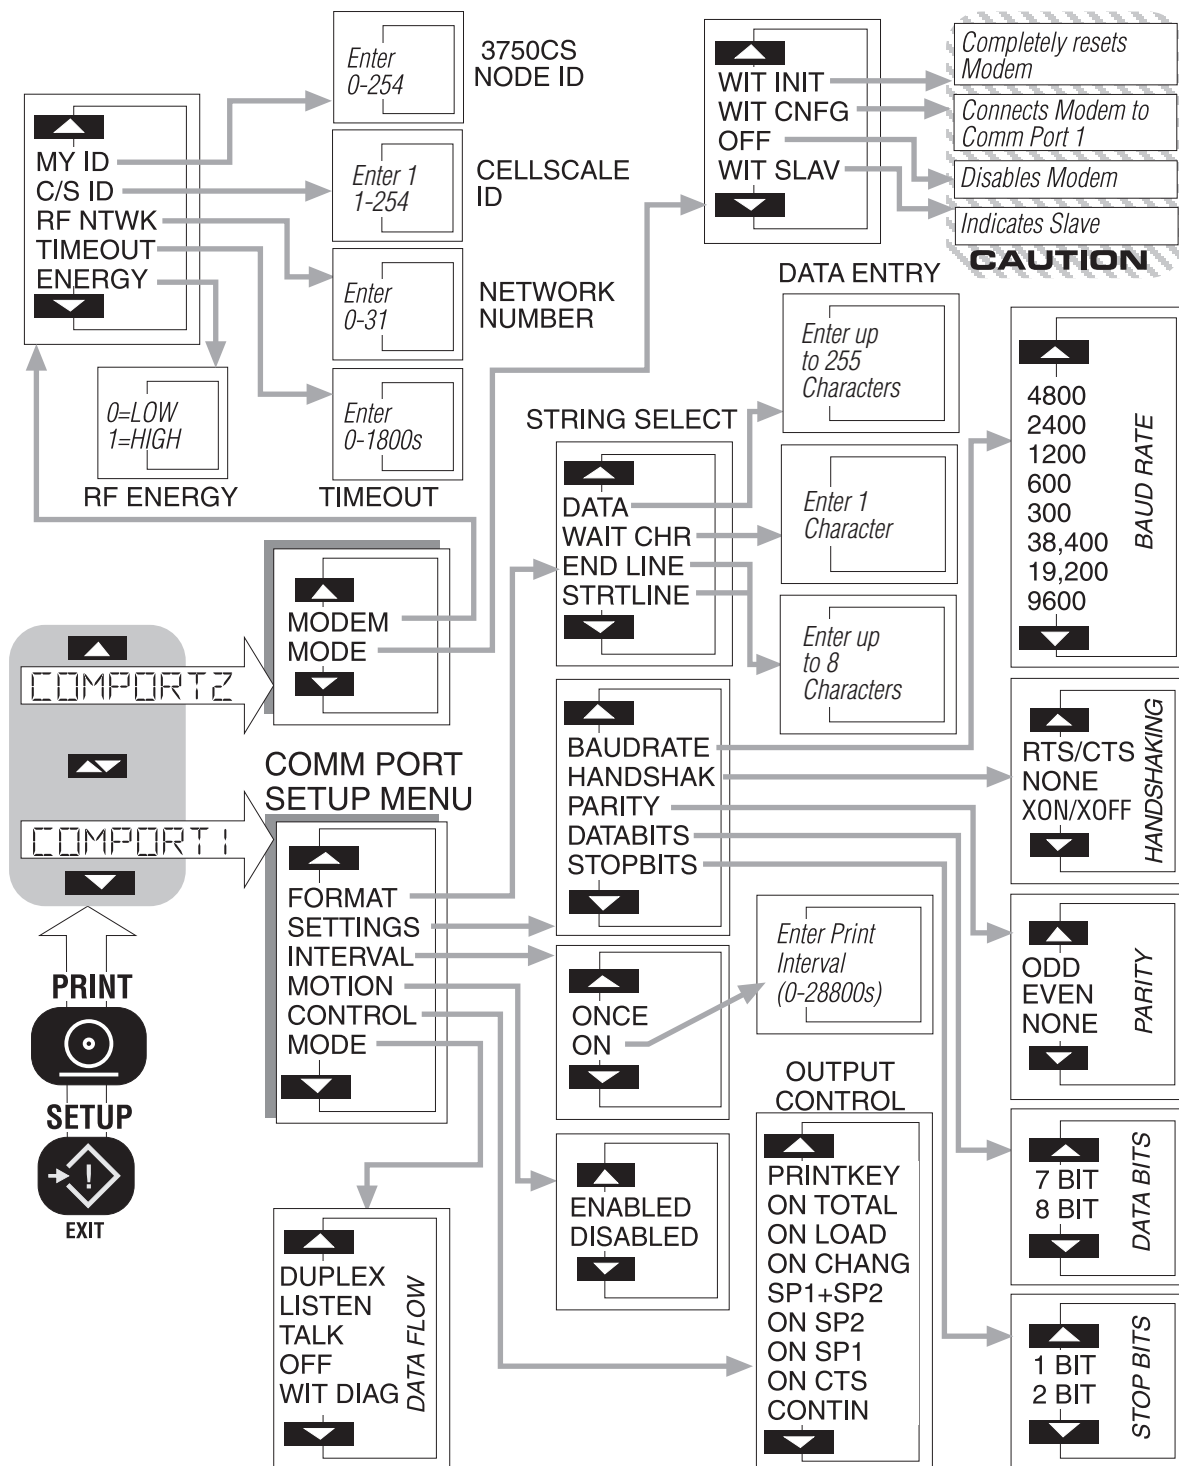 Enter
0-254
3750CS
NODE ID
MY ID
C/S ID
RF NTWK
TIMEOUT
ENERGY
Enter 1
1-254
CELLSCALE
ID
Enter
0-31
NETWORK
NUMBER
0=LOW
1=HIGH
RF ENERGY
Enter
0-1800s
TIMEOUT
WIT INIT
WIT CNFG
OFF
WIT SLAV
Completely resets
Modem
Connects Modem to
Comm Port 1
Disables Modem
Indicates Slave
CAUTION
DATA ENTRY
Enter up
to 255
Characters
STRING SELECT
DATA
WAIT CHR
END LINE
STRTLINE
Enter 1
Character
Enter up
to 8
Characters
4800
2400
1200
600
300
38,400
19,200
9600
BAUD RATE
MODEM
MODE
COMPORT2
COMPORT1
COMM PORT
SETUP MENU
FORMAT
SETTINGS
INTERVAL
MOTION
CONTROL
MODE
PRINT
SETUP
EXIT
BAUDRATE
HANDSHAK
PARITY
DATABITS
STOPBITS
RTS/CTS
NONE
XON/XOFF
HANDSHAKING
ONCE
ON
Enter Print
Interval
(0-28800s)
ODD
EVEN
NONE
PARITY
ENABLED
DISABLED
OUTPUT
CONTROL
PRINTKEY
ON TOTAL
ON LOAD
ON CHANG
SP1+SP2
ON SP2
ON SP1
ON CTS
CONTIN
7 BIT
8 BIT
DATA BITS
1 BIT
2 BIT
STOP BITS
DUPLEX
LISTEN
TALK
OFF
WIT DIAG
DATA FLOW